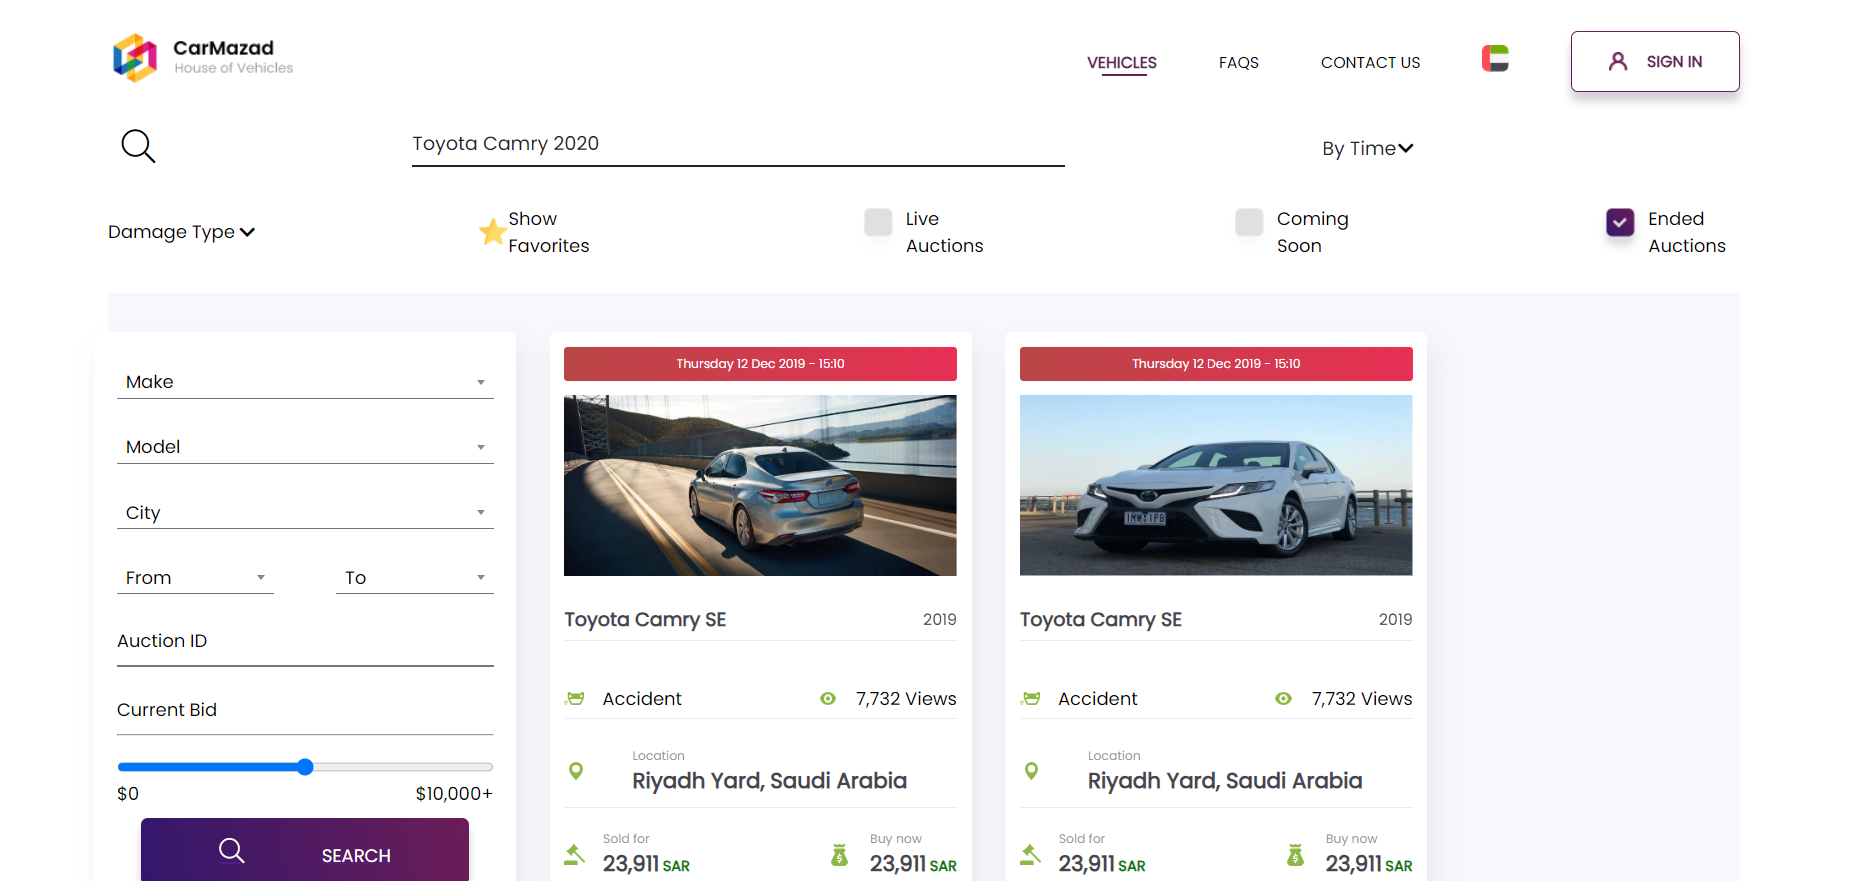 CarMazad
House of Vehicles
VEHICLES
FAQS
CONTACT US
SIGN IN
Toyota Camry 2020
By Time
Damage Type
Show
Favorites
Live
Auctions
Coming
Soon
Ended
Auctions
Make
Model
City
From
To
Auction ID
Current Bid
$0
$10,000+
SEARCH
Thursday 12 Dec 2019 - 15:10
Toyota Camry SE
2019
Accident
7,732 Views
Location
Riyadh Yard, Saudi Arabia
Sold for
23,911 SAR
Buy now
23,911 SAR
Thursday 12 Dec 2019 - 15:10
Toyota Camry SE
2019
Accident
7,732 Views
Location
Riyadh Yard, Saudi Arabia
Sold for
23,911 SAR
Buy now
23,911 SAR